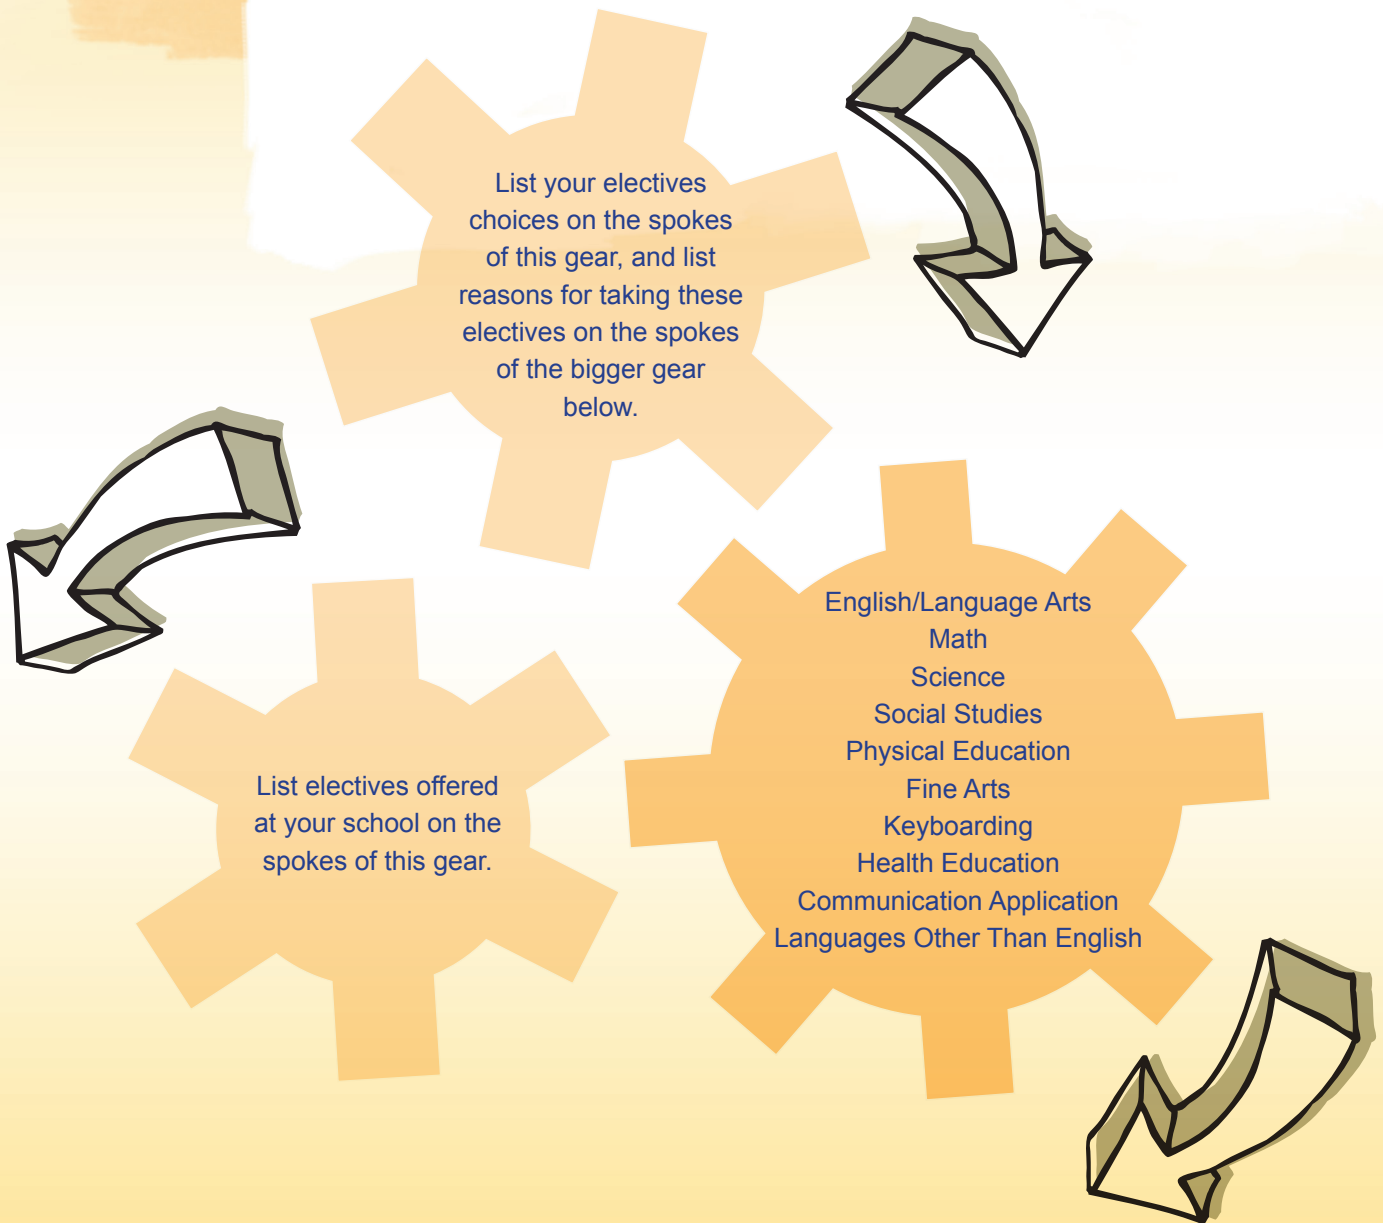 List your electives
choices on the spokes
of this gear, and list
reasons for taking these
electives on the spokes
of the bigger gear
below.
English/Language Arts
Math
Science
Social Studies
Physical Education
Fine Arts
Keyboarding
Health Education
Communication Application
Languages Other Than English
List electives offered
at your school on the
spokes of this gear.